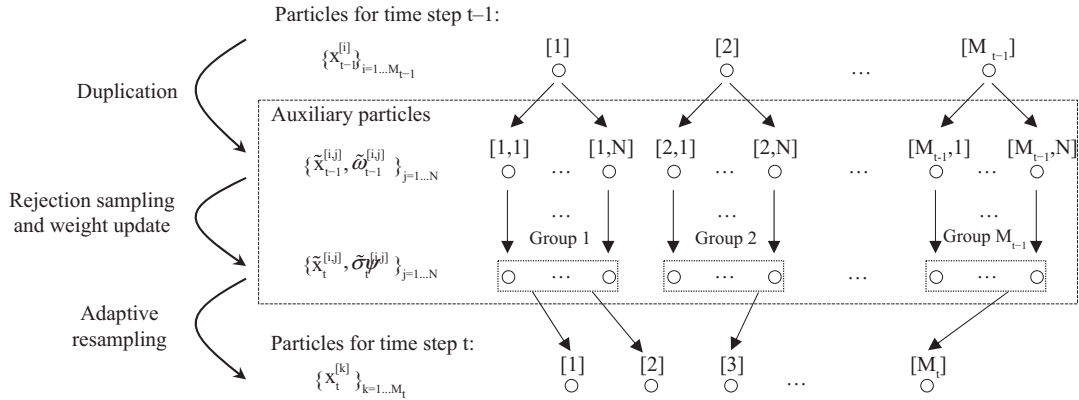 Particles for time step t–1:
{x_{t–1}^{[i]}}_{i=1...M_{t–1}}
[1] [2] ... [M_{t–1}]
Duplication
Auxiliary particles
{x̃_{t–1}^{[i,j]}, ω̃_{t–1}^{[i,j]}}_{j=1...N}
[1,1] ... [1,N] [2,1] ... [2,N] ... [M_{t-1},1] ... [M_{t–1},N]
Rejection sampling
and weight update
... ... ...
Group 1 Group 2 Group M_{t–1}
{x̃_t^{[i,j]}, }_{j=1...N}
... ... ... ...
Adaptive
resampling
Particles for time step t:
{x_t^{[k]}}_{k=1...M_t}
[1] [2] [3] ... [M_t]